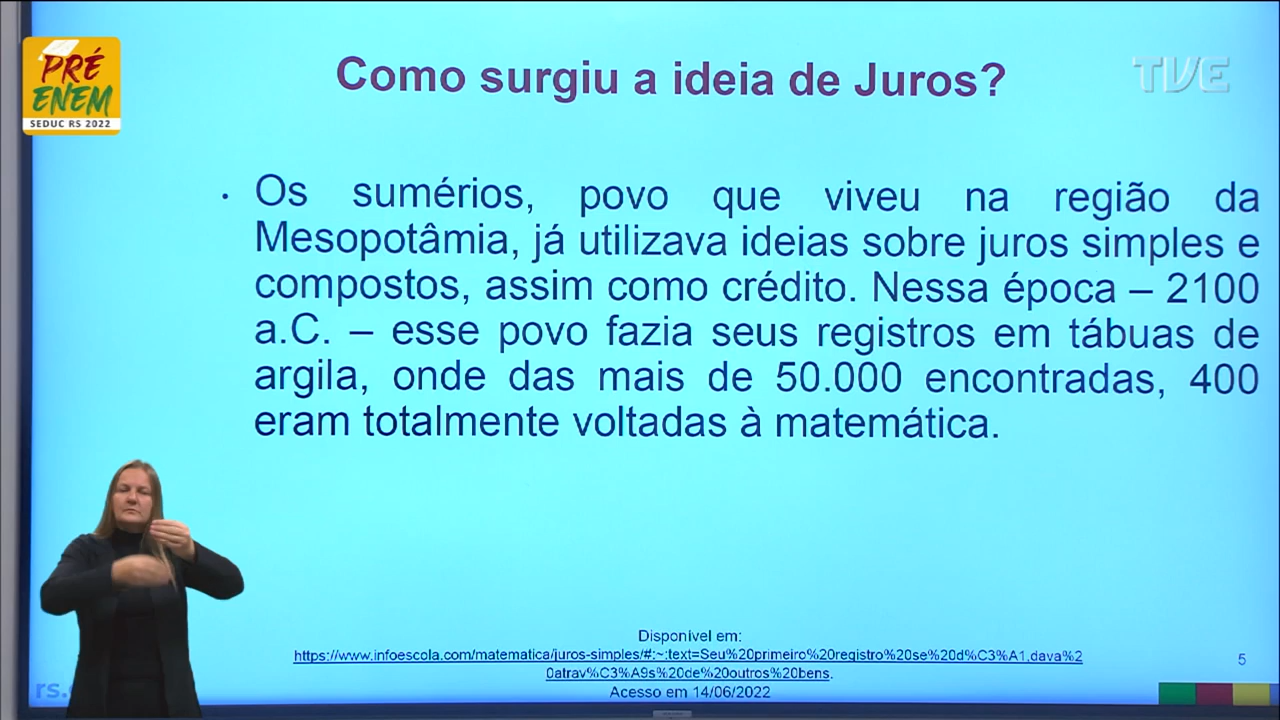 PRÉ
ENEM
SEDUC RS 2022
Como surgiu a ideia de Juros?
TVE
• Os sumérios, povo que viveu na região da
Mesopotâmia, já utilizava ideias sobre juros simples e
compostos, assim como crédito. Nessa época – 2100
a.C. – esse povo fazia seus registros em tábuas de
argila, onde das mais de 50.000 encontradas, 400
eram totalmente voltadas à matemática.
Disponível em:
https://www.infoescola.com/matematica/juros-simples/#:~:text=Seu%20primeiro%20registro%20se%20d%C3%A1,dava%2
0atrav%C3%A9s%20de%20outros%20bens.
Acesso em 14/06/2022
5
rs.